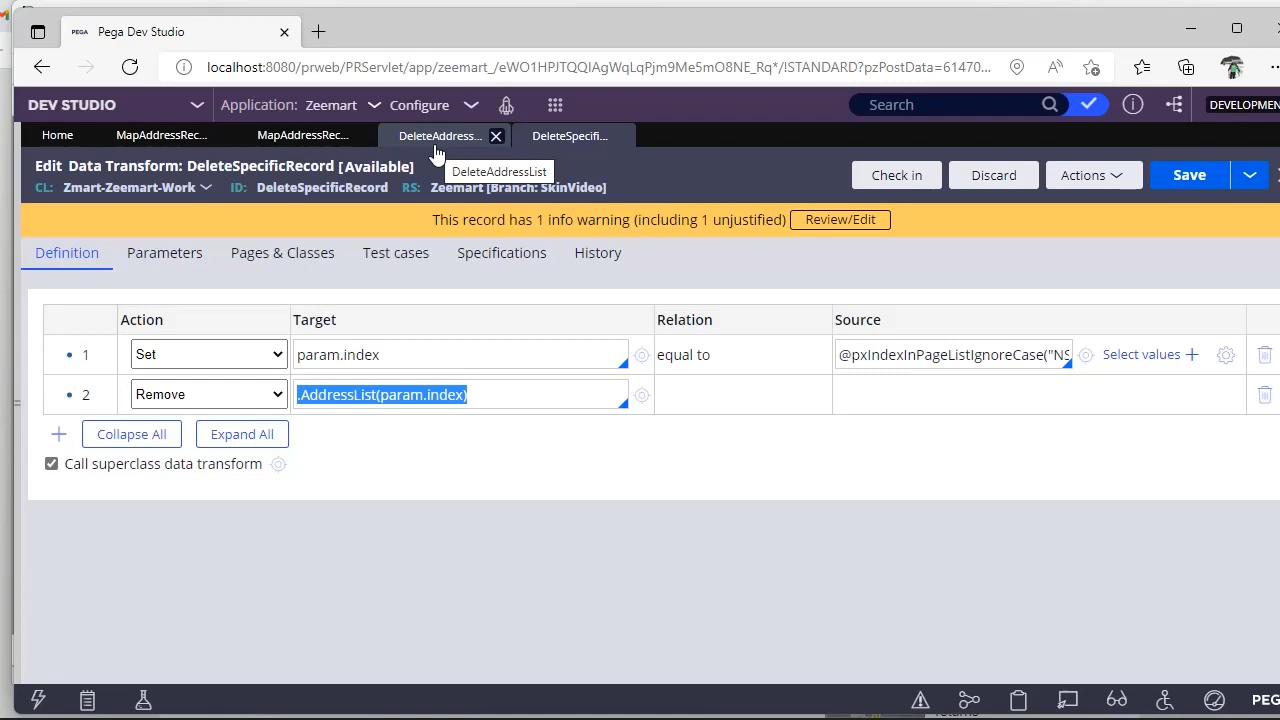 PEGA Pega Dev Studio
localhost:8080/prweb/PRServlet/app/zeemart_/eWO1HPJTQQIAgWqLqPjm9Me5mO8NE_Rq*/!STANDARD?pzPostData=61470...
DEV STUDIO Application: Zeemart Configure Search DEVELOPMEN
Home MapAddressRec... MapAddressRec... DeleteAddress... DeleteSpecifi...
Edit Data Transform: DeleteSpecificRecord [Available] DeleteAddressList Check in Discard Actions Save
CL: Zmart-Zeemart-Work ID: DeleteSpecificRecord RS: Zeemart [Branch: SkinVideo]
This record has 1 info warning (including 1 unjustified) Review/Edit
Definition Parameters Pages & Classes Test cases Specifications History
Action Target Relation Source
1 Set param.index equal to @pxIndexInPageListIgnoreCase("NS Select values
2 Remove .AddressList(param.index)
Collapse All Expand All
Call superclass data transform
PEG
returns